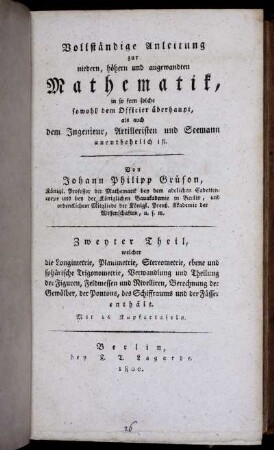 Vollständige Anleitung
zur
niedern, höhern und angewandten
Mathematik,
in so fern solche
sowohl dem Officier überhaupt,
als auch
dem Ingenieur, Artilleristen und Seemann
unentbehrlich ist.
Von
Johann Philipp Grüson,
Königl. Professor der Mathematik bey dem adelichen Cadetten-
corps und bey der Königlichen Bauakademie in Berlin, und
ordentlichem Mitgliede der Königl. Preuß. Akademie der
Wissenschaften, u. s. w.
Zweyter Theil,
welcher
die Longimetrie, Planimetrie, Stereometrie, ebene und
sphärische Trigonometrie, Verwandlung und Theilung
der Figuren, Feldmessen und Nivelliren, Berechnung der
Gewölber, der Pontons, des Schiffraums und der Fässer
enthält.
Mit 16 Kupfertafeln.
Berlin,
bey F. T. Lagarde.
1800.